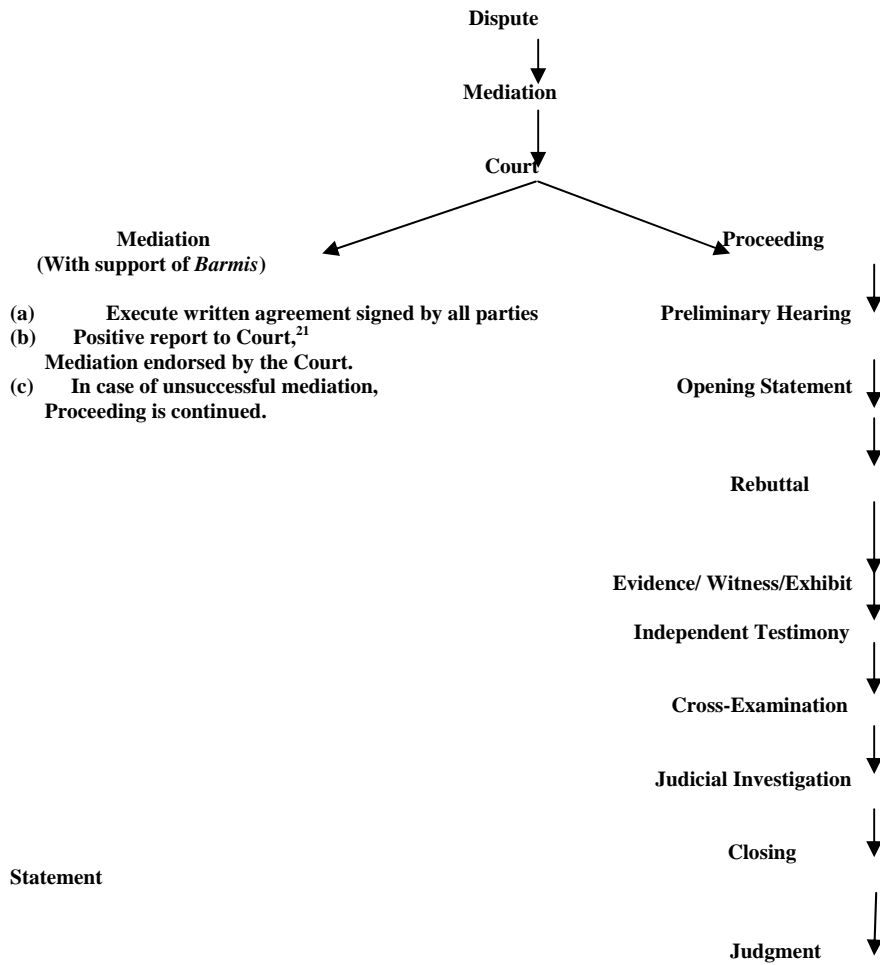 Dispute
Mediation
Court
Mediation
(With support of Barmis)
Proceeding
(a) Execute written agreement signed by all parties
(b) Positive report to Court,21
Mediation endorsed by the Court.
(c) In case of unsuccessful mediation,
Proceeding is continued.
Preliminary Hearing
Opening Statement
Rebuttal
Evidence/ Witness/Exhibit
Independent Testimony
Cross-Examination
Judicial Investigation
Closing
Statement
Judgment